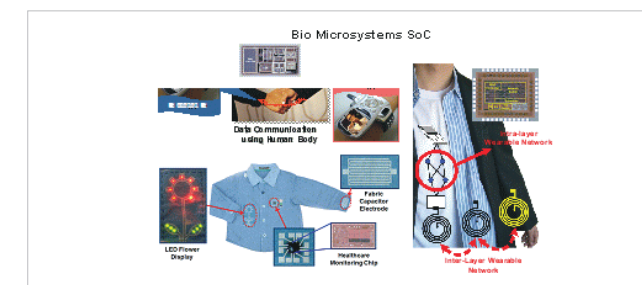 Bio Microsystems SoC
Data Communication
using Human Body
Intra-layer
Wearable Network
Fabric
Capacitor
Electrode
LED Flower
Display
Healthcare
Monitoring Chip
Inter-Layer Wearable
Network